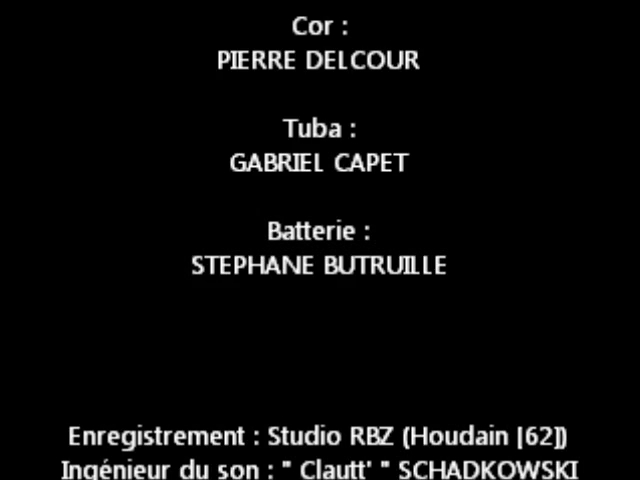 Cor :
PIERRE DELCOUR
Tuba :
GABRIEL CAPET
Batterie :
STEPHANE BUTRUILLE
Enregistrement : Studio RBZ (Houdain [62])
Ingénieur du son : " Clautt' " SCHADKOWSKI